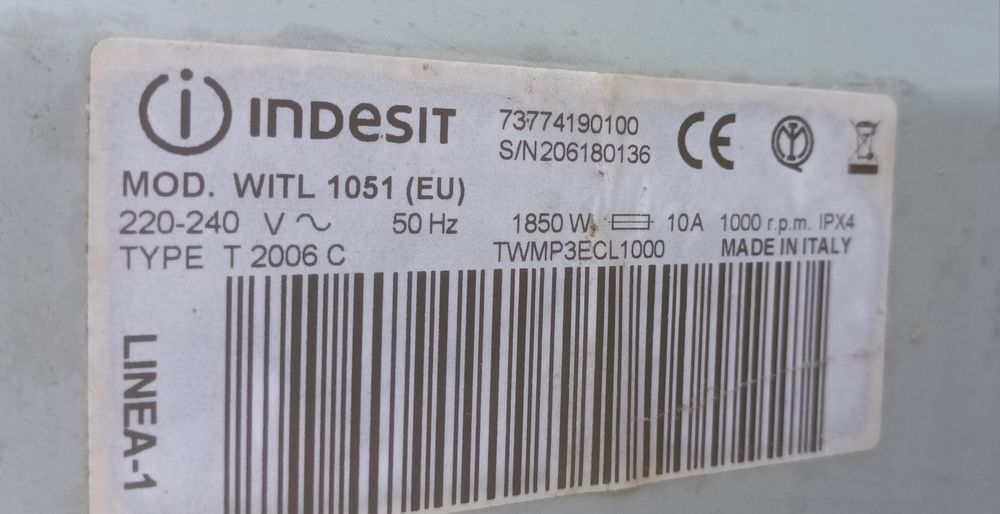 INDESIT
73774190100
S/N206180136
CE
MOD. WITL 1051 (EU)
220-240 V 50 Hz 1850 W 10A 1000 r.p.m. IPX4
TYPE T 2006 C TWMP3ECL1000 MADE IN ITALY
LINEA-1